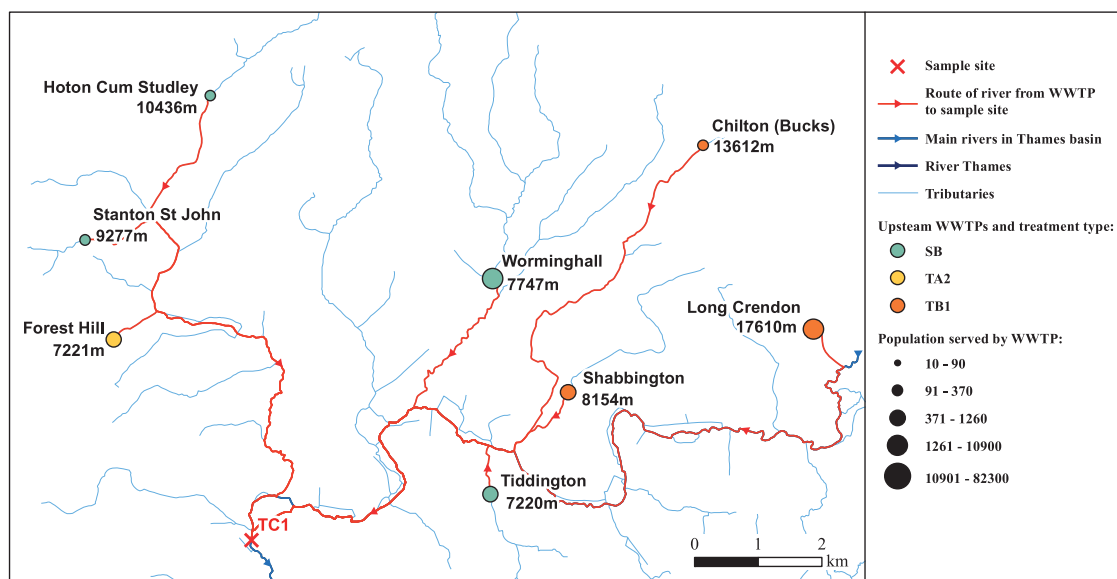 Hoton Cum Studley
10436m
Chilton (Bucks)
13612m
Stanton St John
9277m
Worminghall
7747m
Long Crendon
17610m
Forest Hill
7221m
Shabbington
8154m
Tiddington
7220m
TC1
0 1 2
km
Sample site
Route of river from WWTP
to sample site
Main rivers in Thames basin
River Thames
Tributaries
Upsteam WWTPs and treatment type:
SB
TA2
TB1
Population served by WWTP:
10 - 90
91 - 370
371 - 1260
1261 - 10900
10901 - 82300